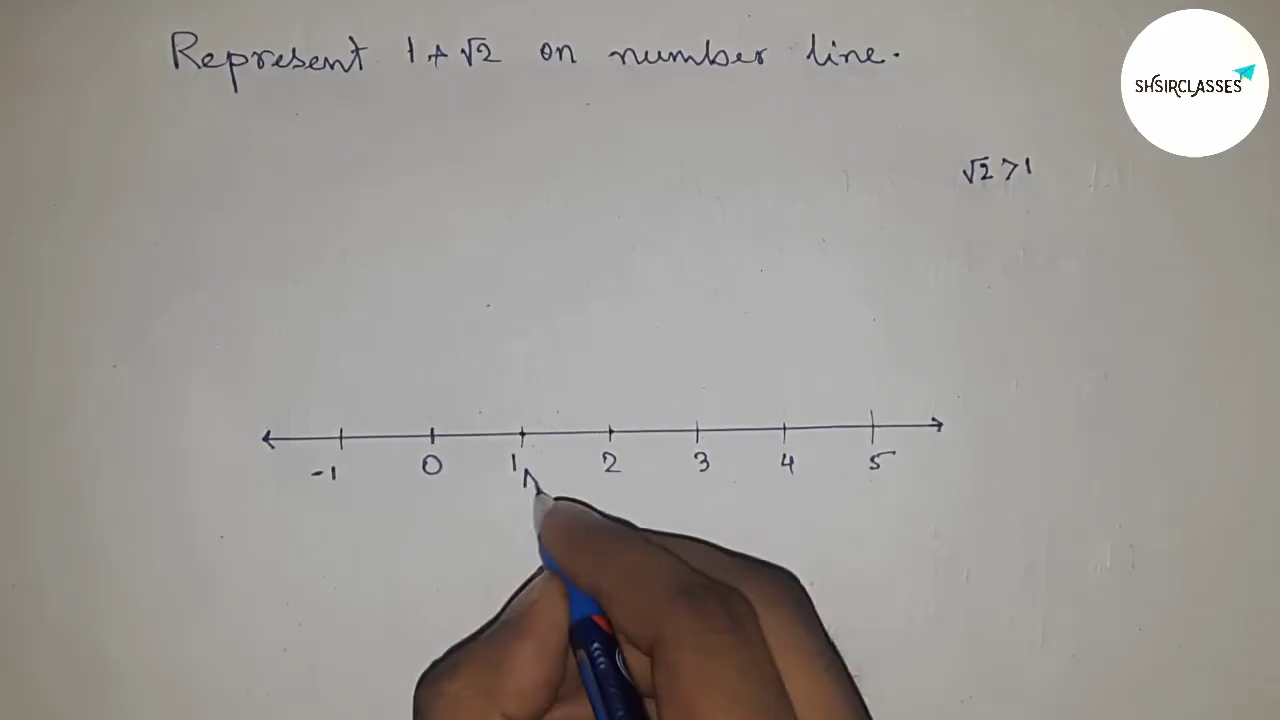 Represent 1+√2 on number line.
SHSIRCLASSES
√2 >1
-1 0 1 2 3 4 5
A